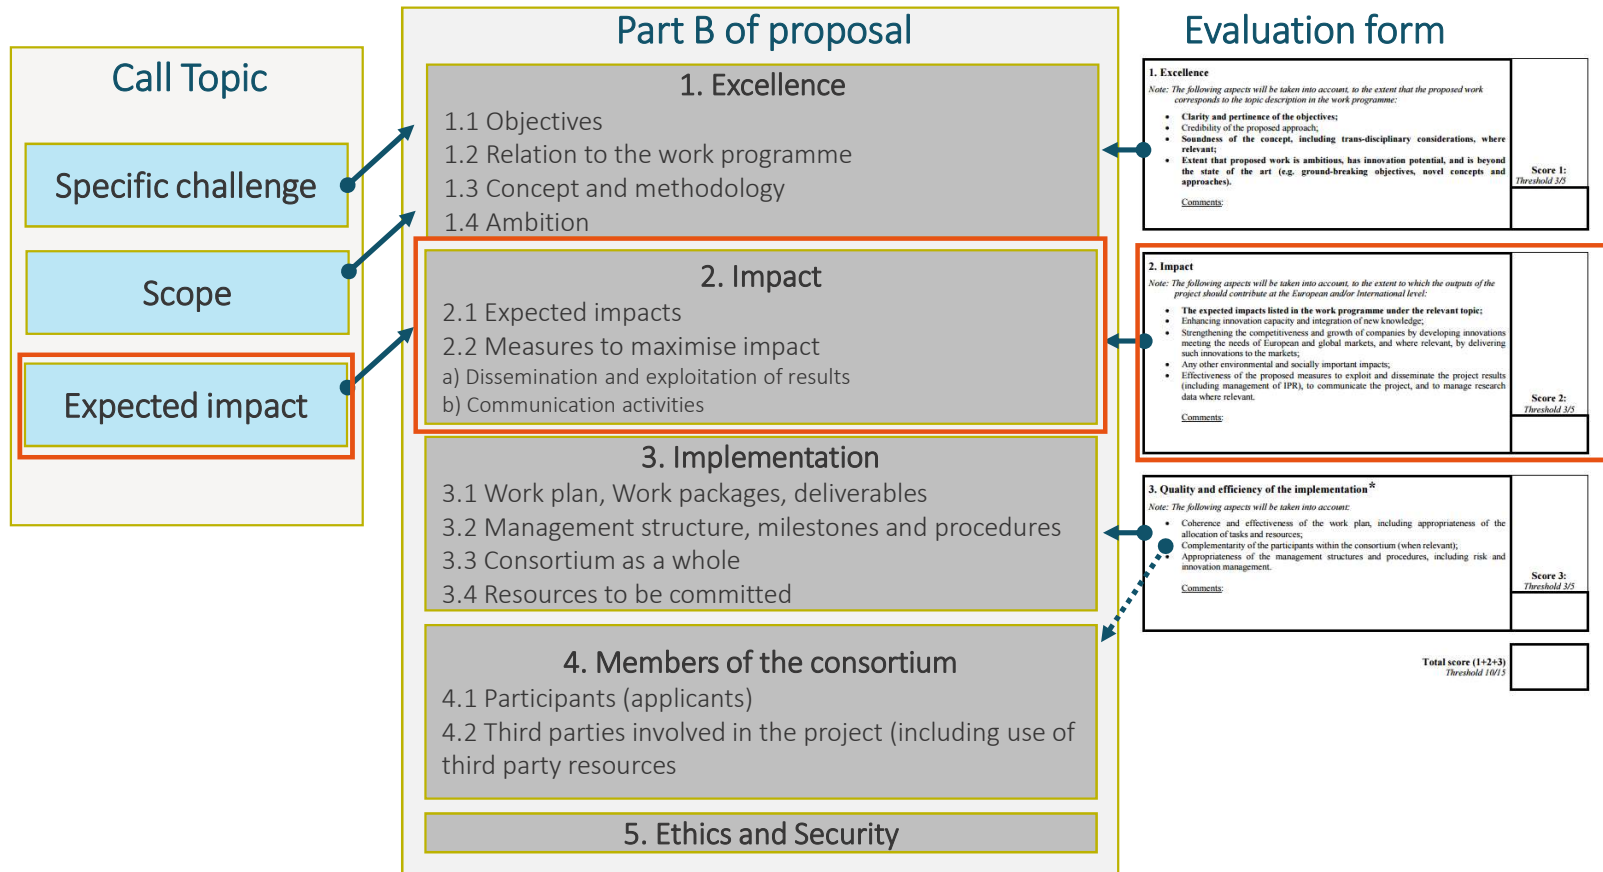 Call Topic
Specific challenge
Scope
Expected impact
Part B of proposal
1. Excellence
1.1 Objectives
1.2 Relation to the work programme
1.3 Concept and methodology
1.4 Ambition
2. Impact
2.1 Expected impacts
2.2 Measures to maximise impact
a) Dissemination and exploitation of results
b) Communication activities
3. Implementation
3.1 Work plan, Work packages, deliverables
3.2 Management structure, milestones and procedures
3.3 Consortium as a whole
3.4 Resources to be committed
4. Members of the consortium
4.1 Participants (applicants)
4.2 Third parties involved in the project (including use of
third party resources
5. Ethics and Security
Evaluation form
1. Excellence
Note: The following aspects will be taken into account, to the extent that the proposed work
corresponds to the topic description in the work programme:
• Clarity and pertinence of the objectives;
• Credibility of the proposed approach;
• Soundness of the concept, including trans-disciplinary considerations, where
relevant;
• Extent that proposed work is ambitious, has innovation potential, and is beyond
the state of the art (e.g. ground-breaking objectives, novel concepts and
approaches).
Comments:
Score 1:
Threshold 3/5
2. Impact
Note: The following aspects will be taken into account, to the extent to which the outputs of the
project should contribute at the European and/or International level:
• The expected impacts listed in the work programme under the relevant topic;
• Enhancing innovation capacity and integration of new knowledge;
• Strengthening the competitiveness and growth of companies by developing innovations
meeting the needs of European and global markets, and where relevant, by delivering
such innovations to the markets;
• Any other environmental and socially important impacts;
• Effectiveness of the proposed measures to exploit and disseminate the project results
(including management of IPR), to communicate the project, and to manage research
data where relevant.
Comments:
Score 2:
Threshold 3/5
3. Quality and efficiency of the implementation*
Note: The following aspects will be taken into account:
• Coherence and effectiveness of the work plan, including appropriateness of the
allocation of tasks and resources;
• Complementarity of the participants within the consortium (when relevant);
• Appropriateness of the management structures and procedures, including risk and
innovation management.
Comments:
Score 3:
Threshold 3/5
Total score (1+2+3)
Threshold 10/15